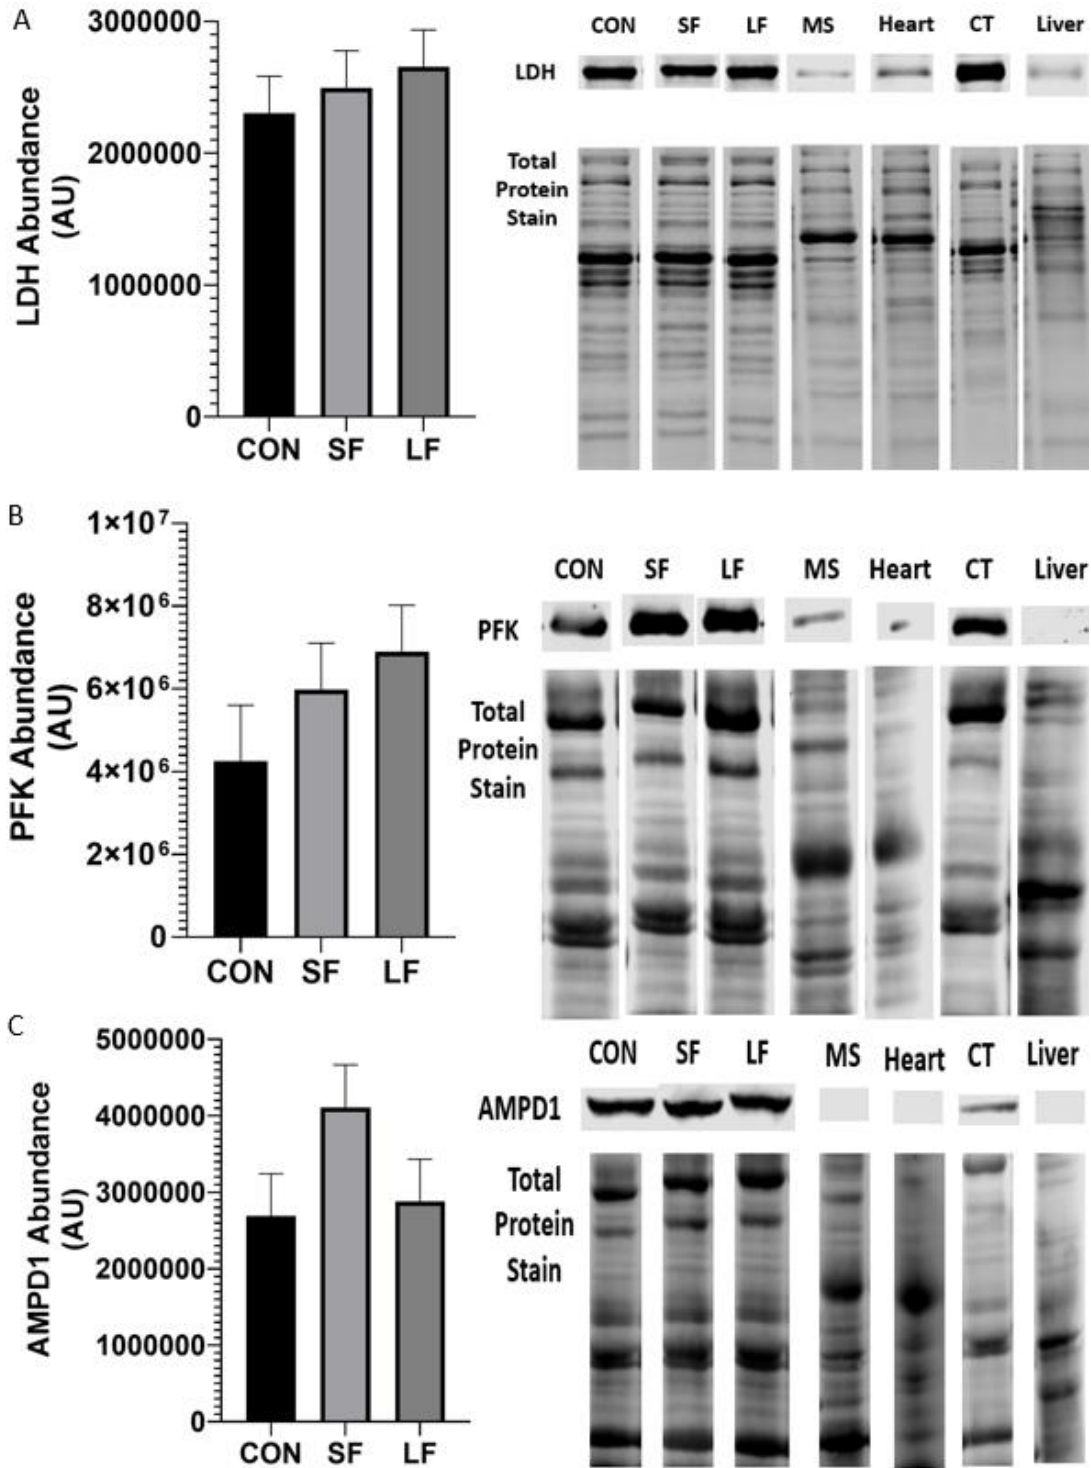 A
LDH Abundance
(AU)
3000000
2000000
1000000
0
CON SF LF
CON SF LF MS Heart CT Liver
LDH
Total
Protein
Stain
B
PFK Abundance
(AU)
1×10⁷
8×10⁶
6×10⁶
4×10⁶
2×10⁶
0
CON SF LF
CON SF LF MS Heart CT Liver
PFK
Total
Protein
Stain
C
AMPD1 Abundance
(AU)
5000000
4000000
3000000
2000000
1000000
0
CON SF LF
CON SF LF MS Heart CT Liver
AMPD1
Total
Protein
Stain